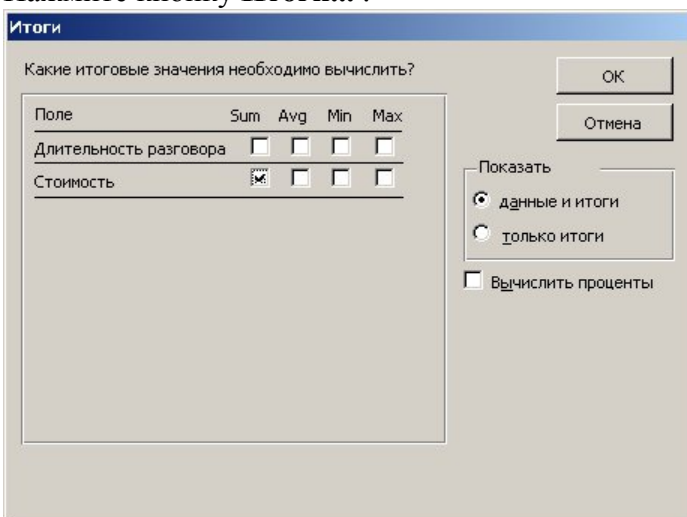 Итоги
Какие итоговые значения необходимо вычислить?
ОК
Отмена
Поле Sum Avg Min Max
Длительность разговора
Стоимость
Показать
данные и итоги
только итоги
Вычислить проценты